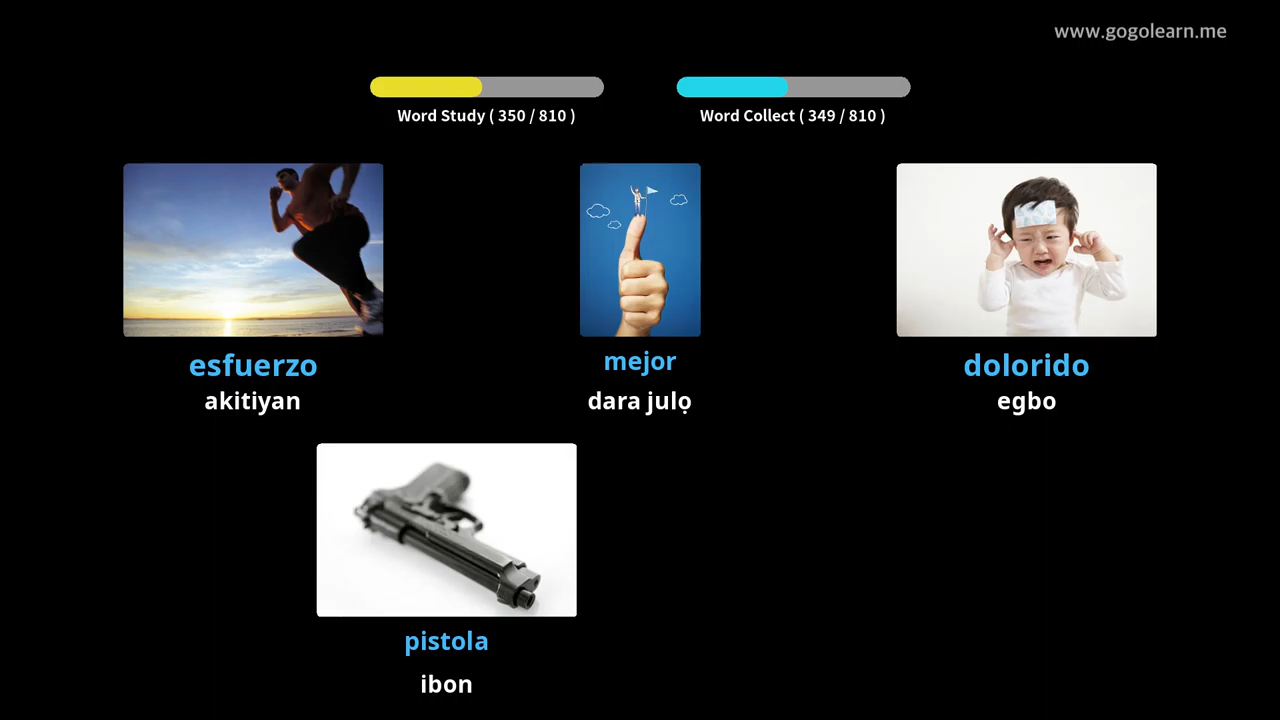 www.gogolearn.me
Word Study ( 350 / 810 )
Word Collect ( 349 / 810 )
esfuerzo
akitiyan
mejor
dara julọ
dolorido
egbo
pistola
ibon